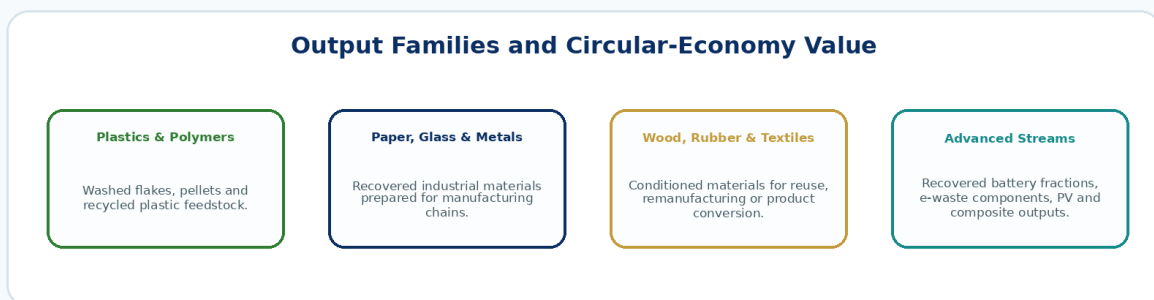 Output Families and Circular-Economy Value
Plastics & Polymers
Washed flakes, pellets and
recycled plastic feedstock.
Paper, Glass & Metals
Recovered industrial materials
prepared for manufacturing
chains.
Wood, Rubber & Textiles
Conditioned materials for reuse,
remanufacturing or product
conversion.
Advanced Streams
Recovered battery fractions,
e-waste components, PV and
composite outputs.